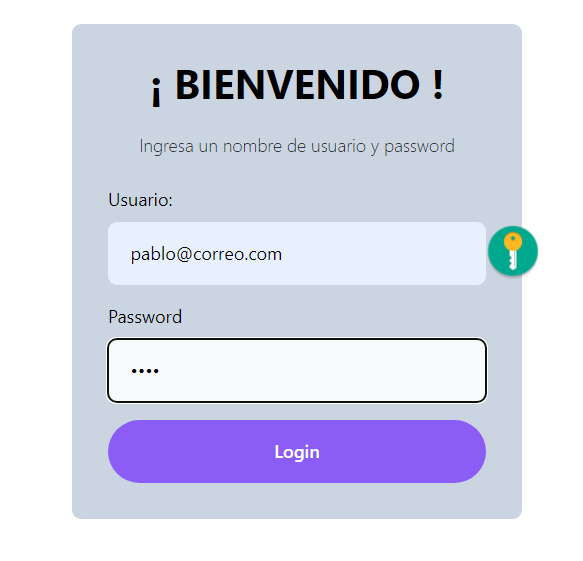 ¡ BIENVENIDO !
Ingresa un nombre de usuario y password
Usuario:
pablo@correo.com
Password
••••
Login